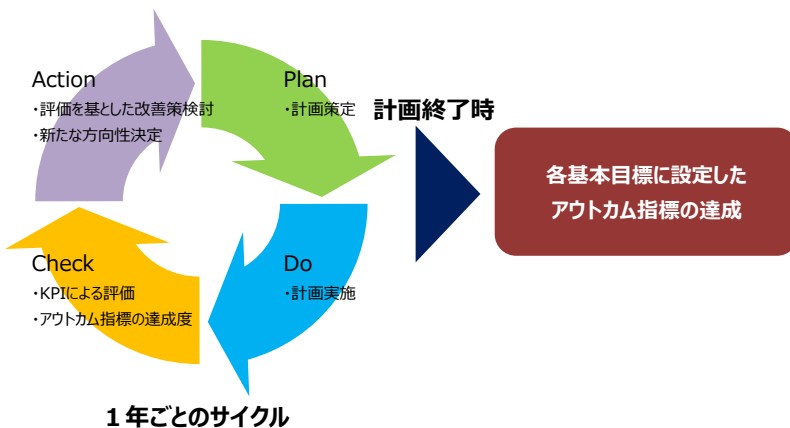 Action
・評価を基とした改善策検討
・新たな方向性決定
Plan
・計画策定
計画終了時
各基本目標に設定した
アウトカム指標の達成
Check
・KPIによる評価
・アウトカム指標の達成度
Do
・計画実施
１年ごとのサイクル